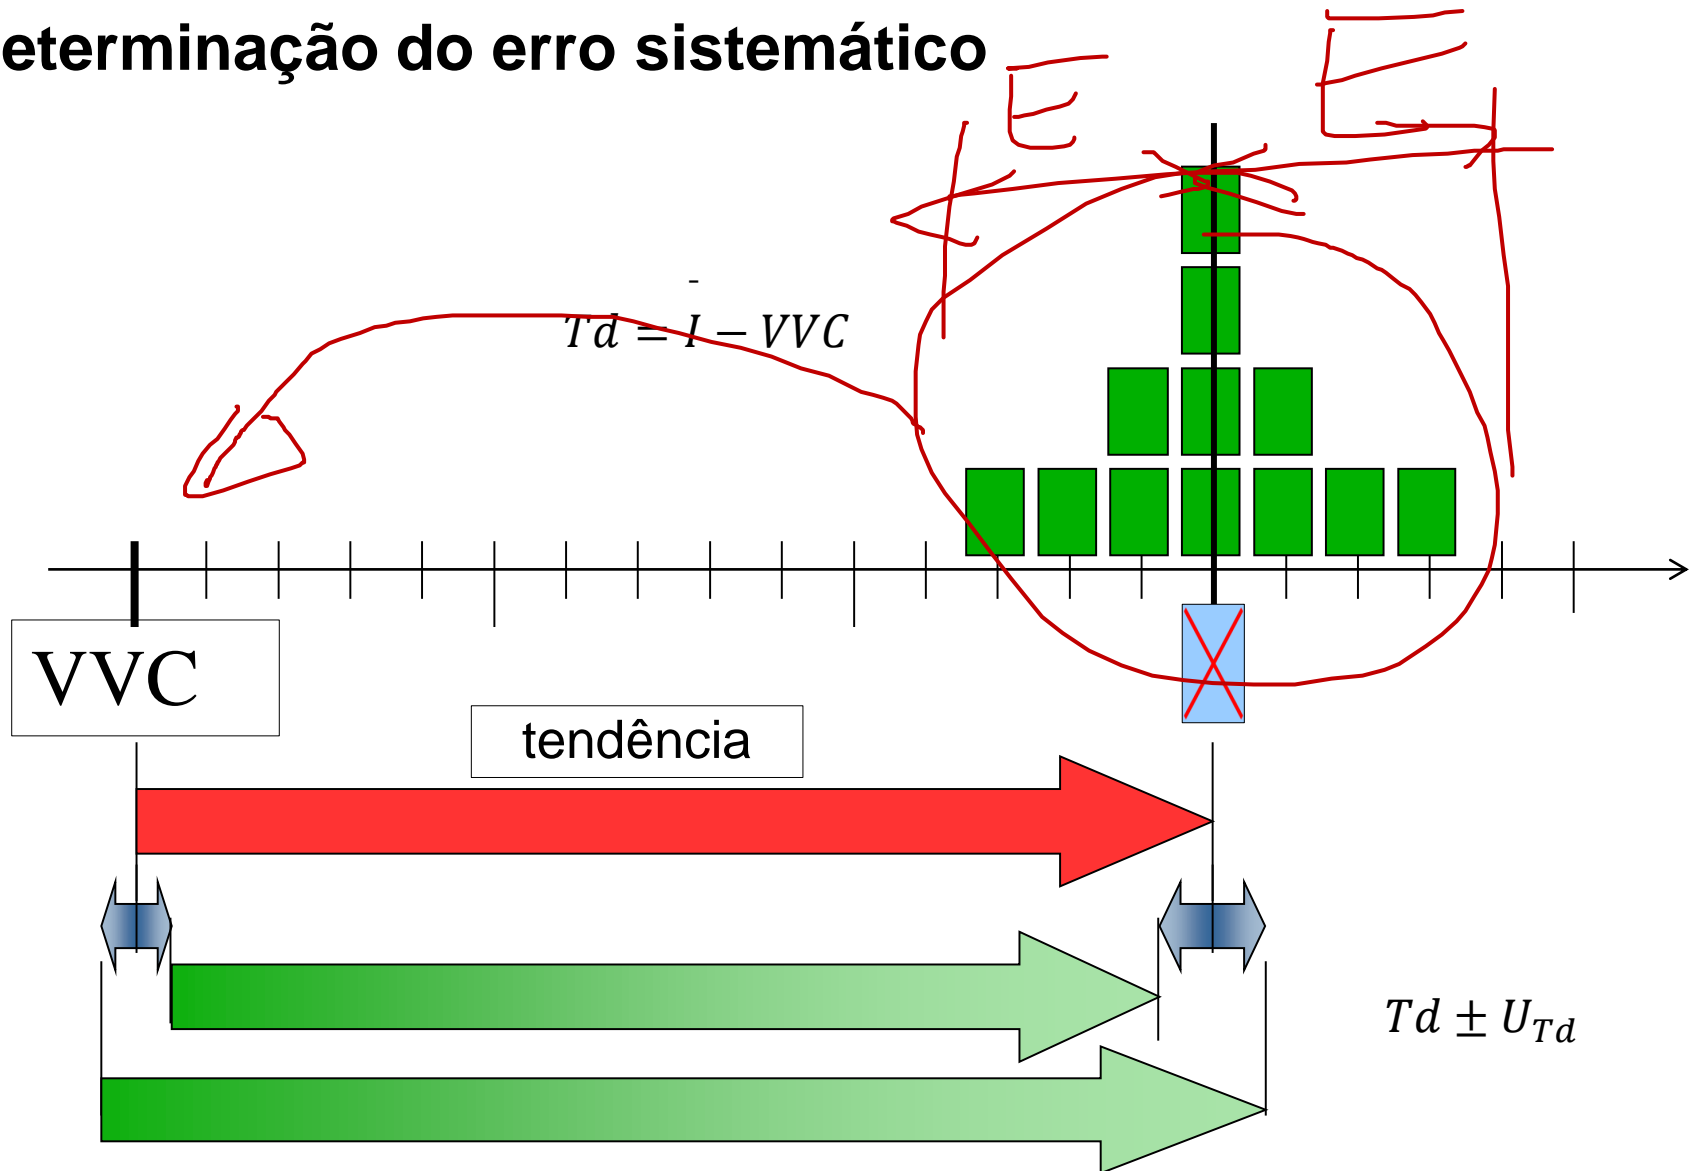 eterminação do erro sistemático
E E
Td = Ī − VVC
VVC
tendência
Td ± U_Td